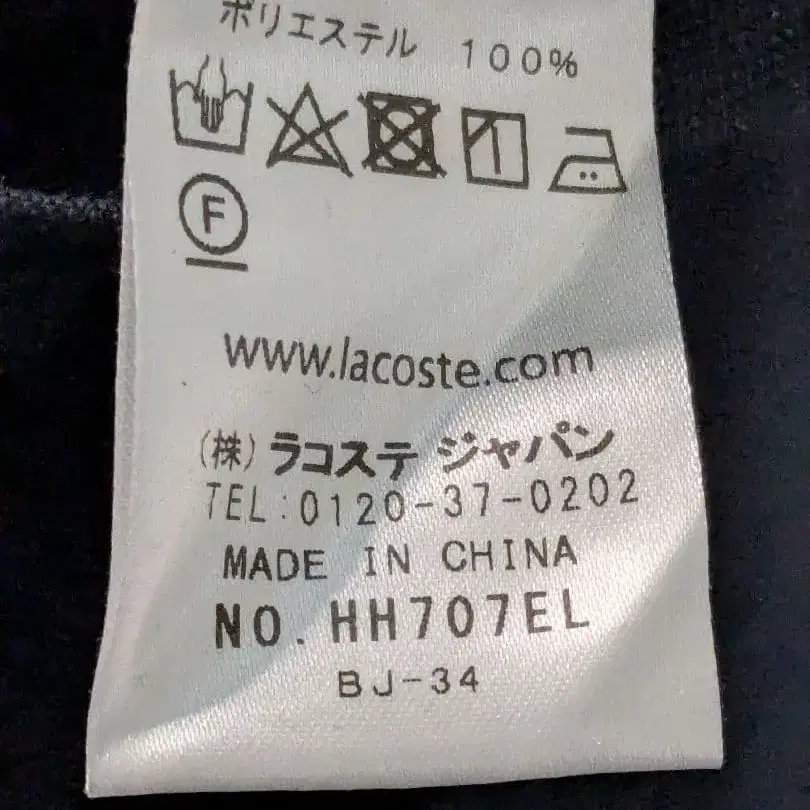 ポリエステル 100%
F
www.lacoste.com
(株) ラコステ ジャパン
TEL:0120-37-0202
MADE IN CHINA
NO. HH707EL
BJ-34